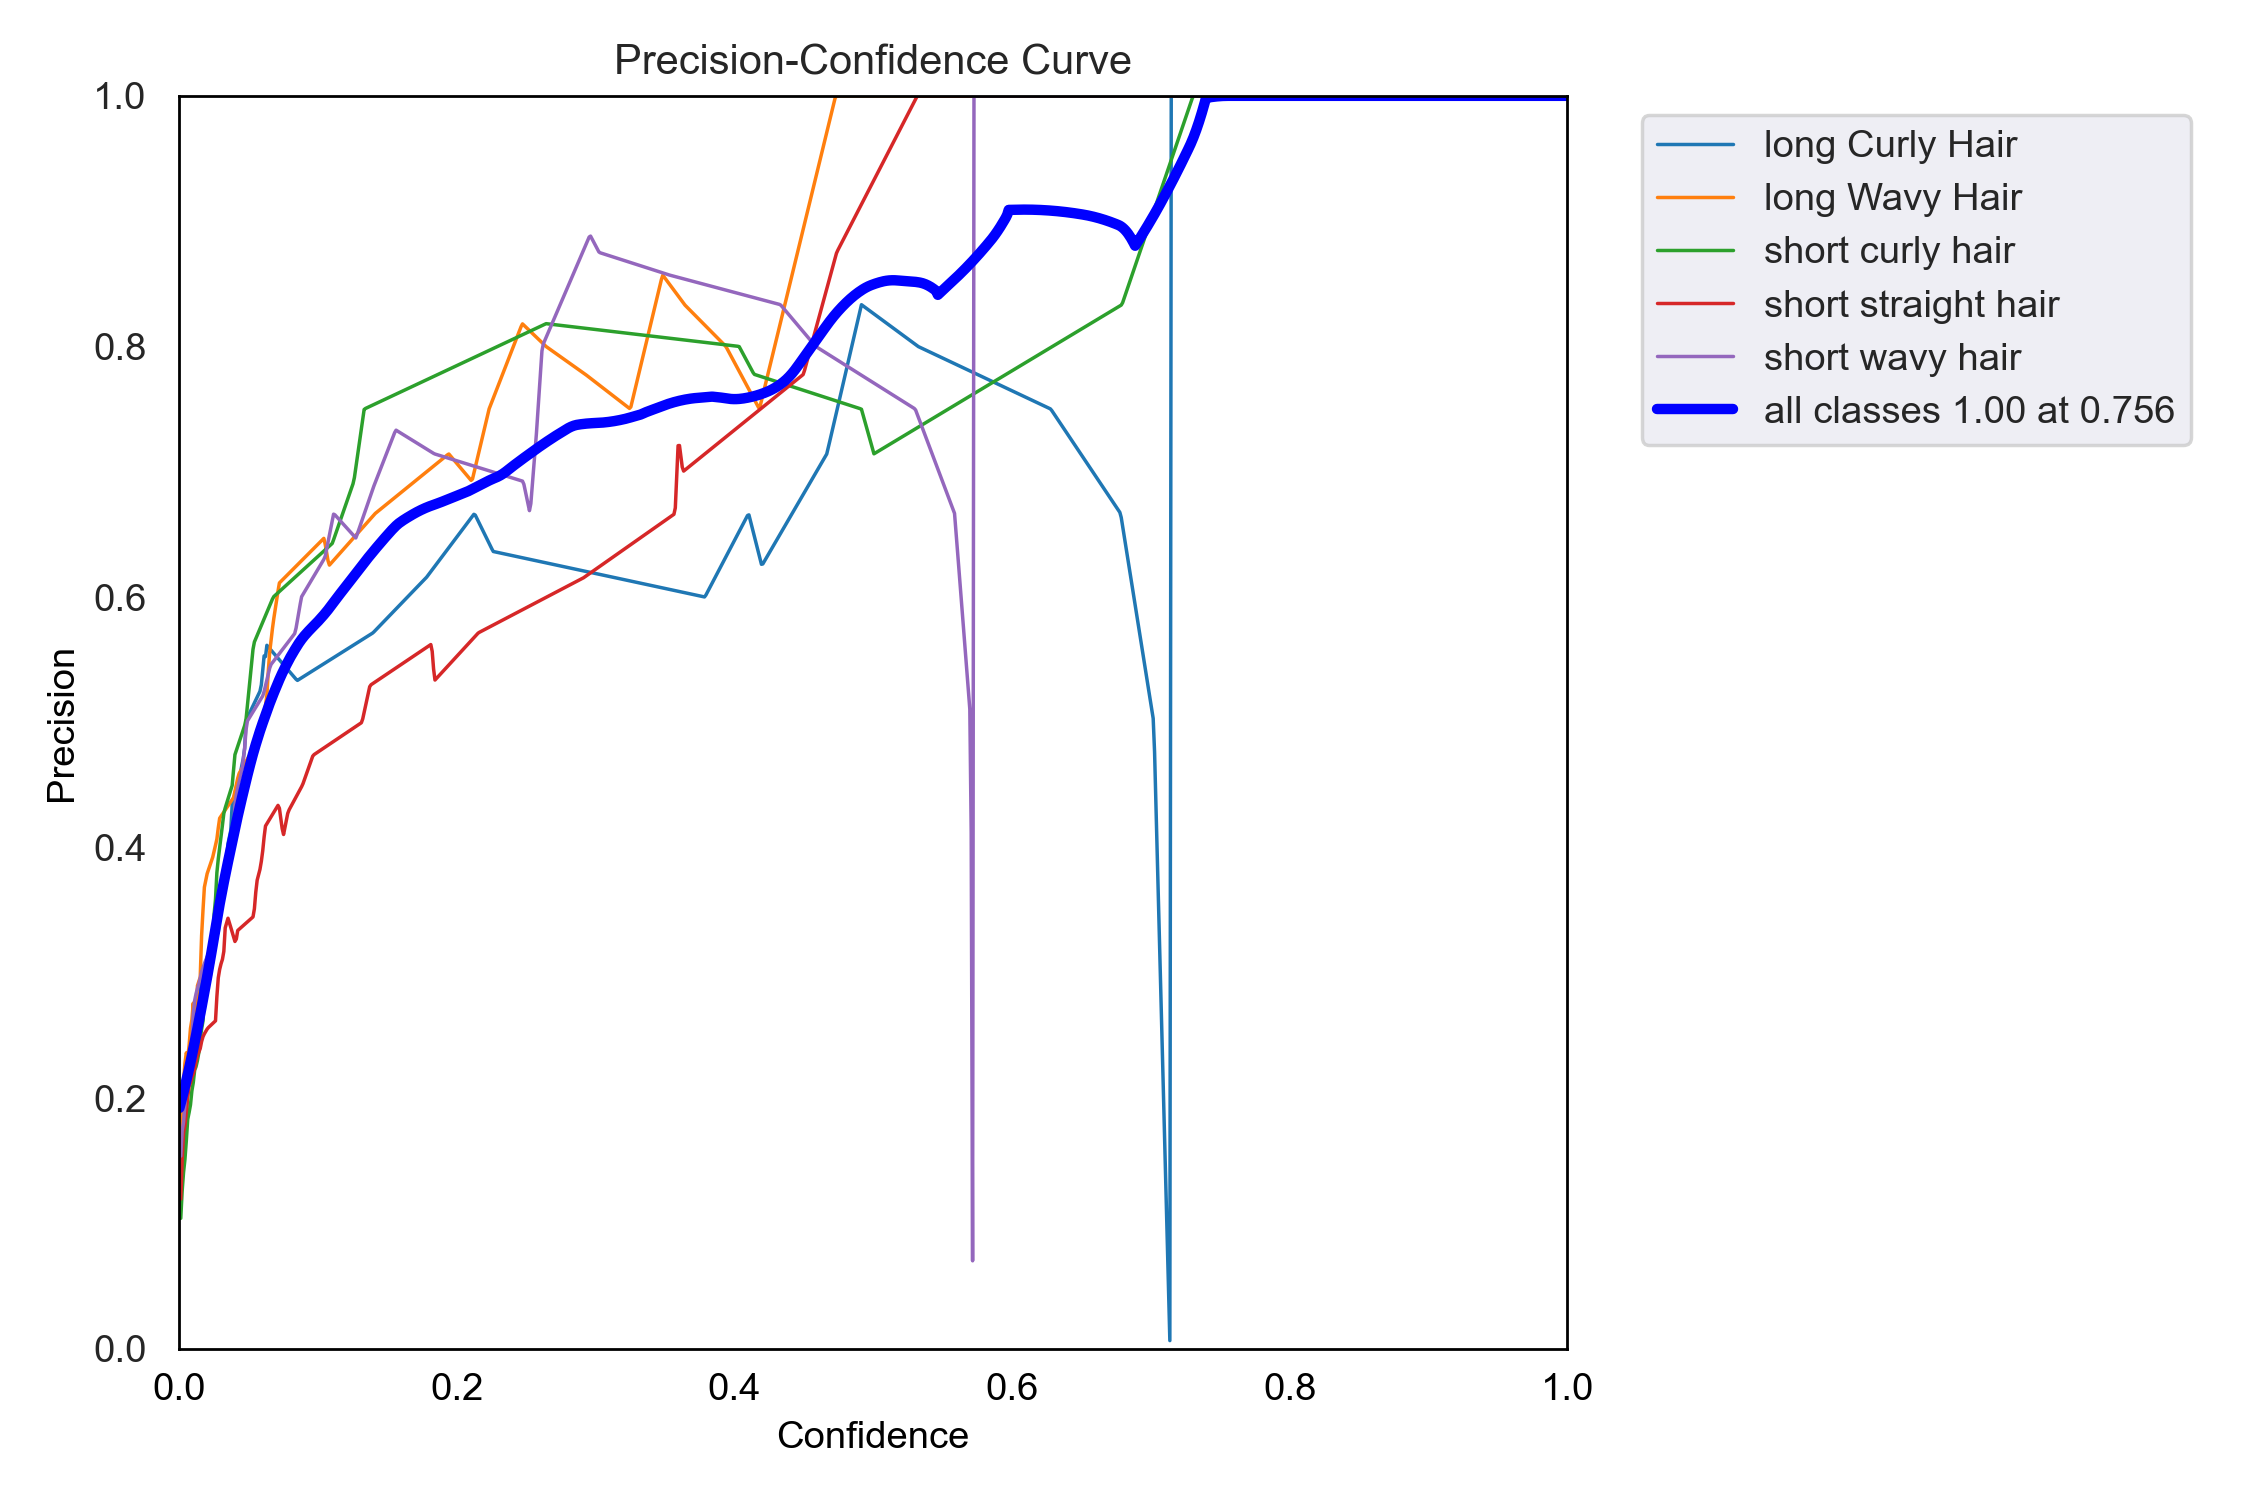 Precision-Confidence Curve
1.0
0.8
0.6
0.4
0.2
0.0
Precision
0.0 0.2 0.4 0.6 0.8 1.0
Confidence
long Curly Hair
long Wavy Hair
short curly hair
short straight hair
short wavy hair
all classes 1.00 at 0.756